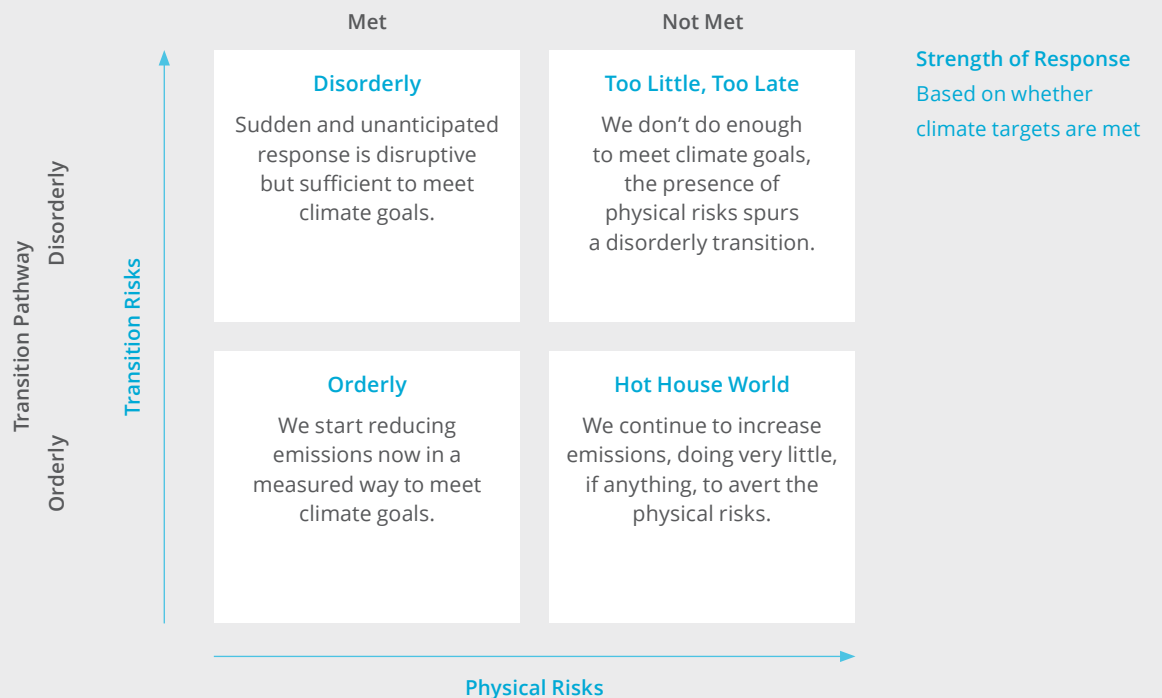 Met
Not Met
Strength of Response
Based on whether
climate targets are met
Transition Pathway
Disorderly
Orderly
Transition Risks
Disorderly
Sudden and unanticipated
response is disruptive
but sufficient to meet
climate goals.
Too Little, Too Late
We don’t do enough
to meet climate goals,
the presence of
physical risks spurs
a disorderly transition.
Orderly
We start reducing
emissions now in a
measured way to meet
climate goals.
Hot House World
We continue to increase
emissions, doing very little,
if anything, to avert the
physical risks.
Physical Risks